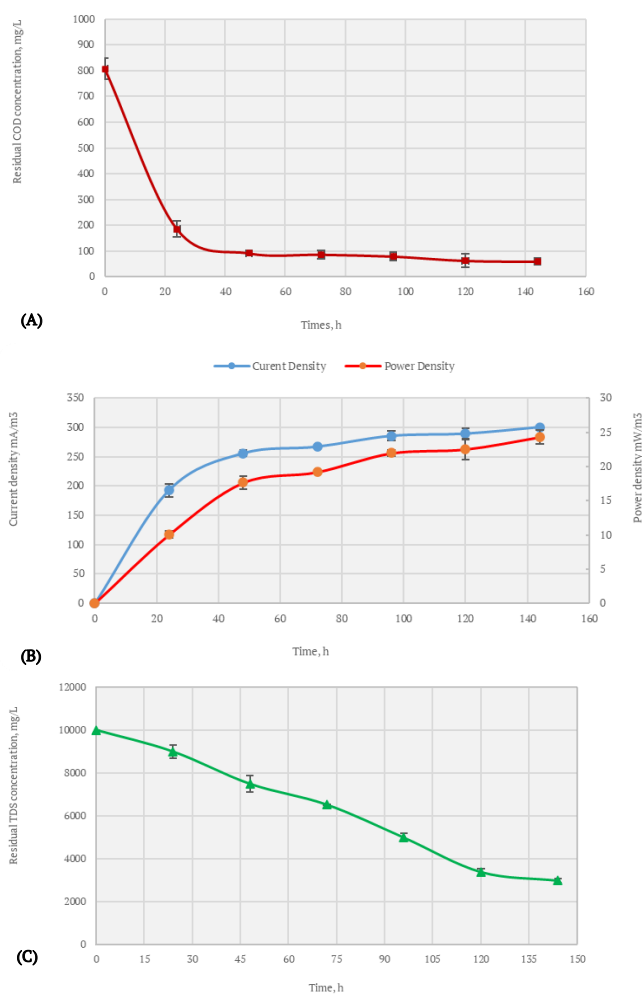 Residual COD concentration, mg/L
1000
900
800
700
600
500
400
300
200
100
0
0 20 40 60 80 100 120 140 160
(A)
Times, h
Curent Density Power Density
Current density mA/m3
350
300
250
200
150
100
50
0
Power density mW/m3
30
25
20
15
10
5
0
0 20 40 60 80 100 120 140 160
(B)
Time, h
Residual TDS concentration, mg/L
12000
10000
8000
6000
4000
2000
0
0 15 30 45 60 75 90 105 120 135 150
(C)
Time, h